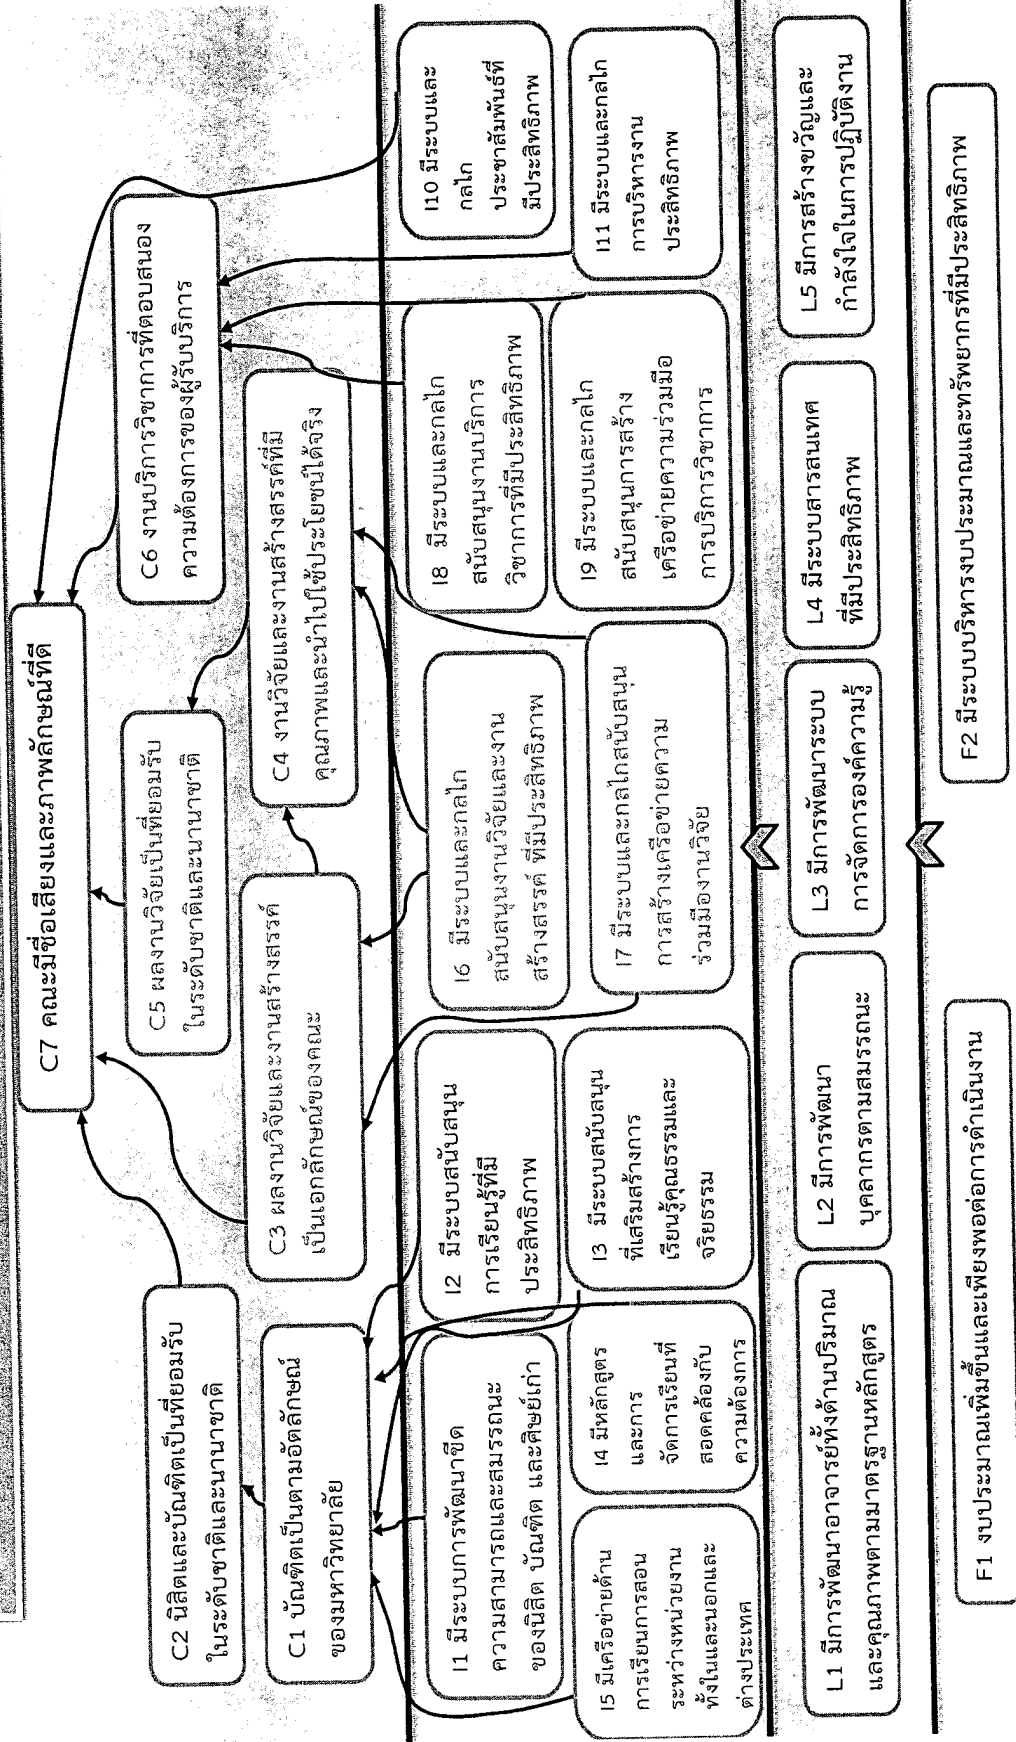 C7 คณะมีชื่อเสียงและภาพลักษณ์ที่ดี
C2 นิสิตและบัณฑิตเป็นที่ยอมรับ
ในระดับชาติและนานาชาติ
C5 ผลงานวิจัยเป็นที่ยอมรับ
ในระดับชาติและนานาชาติ
C6 งานบริการวิชาการที่ตอบสนอง
ความต้องการของผู้รับบริการ
C1 บัณฑิตเป็นตามอัตลักษณ์
ของมหาวิทยาลัย
C3 ผลงานวิจัยและงานสร้างสรรค์
เป็นเอกลักษณ์ของคณะ
C4 งานวิจัยและงานสร้างสรรค์ที่มี
คุณภาพและนำไปใช้ประโยชน์ได้จริง
I1 มีระบบการพัฒนาขีด
ความสามารถและสมรรถนะ
ของนิสิต บัณฑิต และศิษย์เก่า
I2 มีระบบสนับสนุน
การเรียนรู้ที่มี
ประสิทธิภาพ
I6 มีระบบและกลไก
สนับสนุนงานวิจัยและงาน
สร้างสรรค์ ที่มีประสิทธิภาพ
I8 มีระบบและกลไก
สนับสนุนงานบริการ
วิชาการที่มีประสิทธิภาพ
I10 มีระบบและ
กลไก
ประชาสัมพันธ์ที่
มีประสิทธิภาพ
I5 มีเครือข่ายด้าน
การเรียนการสอน
ระหว่างหน่วยงาน
ทั้งในและนอกและ
ต่างประเทศ
I4 มีหลักสูตร
และการ
จัดการเรียนที่
สอดคล้องกับ
ความต้องการ
I3 มีระบบสนับสนุน
ที่เสริมสร้างการ
เรียนรู้คุณธรรมและ
จริยธรรม
I7 มีระบบและกลไกสนับสนุน
การสร้างเครือข่ายความ
ร่วมมืองานวิจัย
I9 มีระบบและกลไก
สนับสนุนการสร้าง
เครือข่ายความร่วมมือ
การบริการวิชาการ
I11 มีระบบและกลไก
การบริหารงาน
ประสิทธิภาพ
L1 มีการพัฒนาอาจารย์ทั้งด้านปริมาณ
และคุณภาพตามมาตรฐานหลักสูตร
L2 มีการพัฒนา
บุคลากรตามสมรรถนะ
L3 มีการพัฒนาระบบ
การจัดการองค์ความรู้
L4 มีระบบสารสนเทศ
ที่มีประสิทธิภาพ
L5 มีการสร้างขวัญและ
กำลังใจในการปฏิบัติงาน
F1 งบประมาณเพิ่มขึ้นและเพียงพอต่อการดำเนินงาน
F2 มีระบบบริหารงบประมาณและทรัพยากรที่มีประสิทธิภาพ